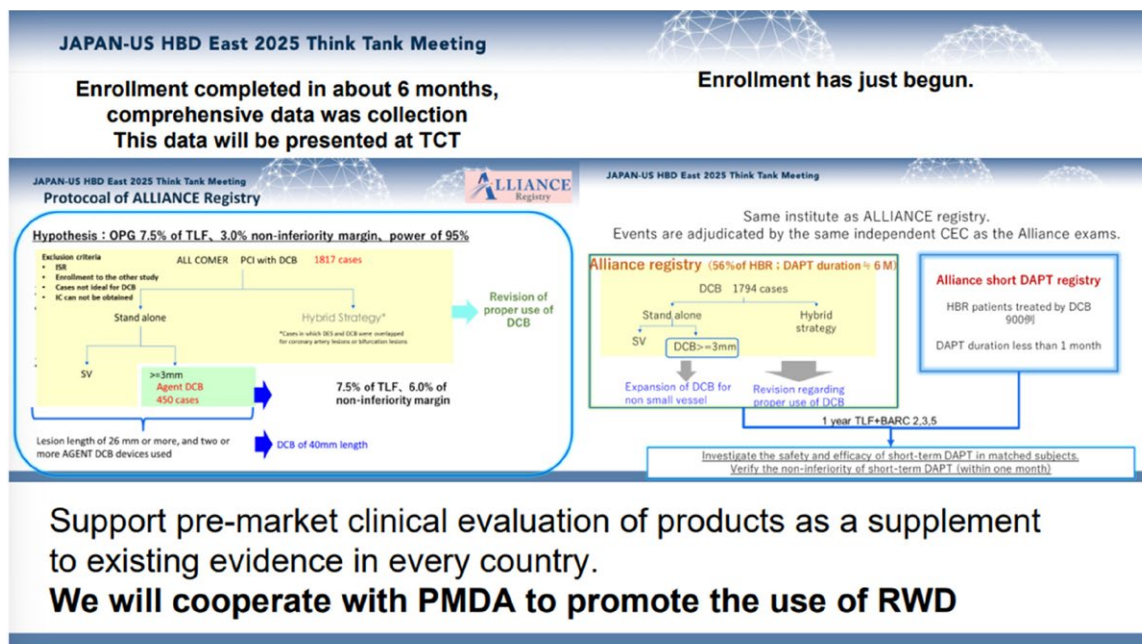 JAPAN-US HBD East 2025 Think Tank Meeting
Enrollment completed in about 6 months,
comprehensive data was collection
This data will be presented at TCT
Enrollment has just begun.
JAPAN-US HBD East 2025 Think Tank Meeting
Protocoal of ALLIANCE Registry
ALLIANCE
Registry
Hypothesis：OPG 7.5% of TLF、3.0% non-inferiority margin、power of 95%
Exclusion criteria
• ISR
• Enrollment to the other study
• Cases not ideal for DCB
• IC can not be obtained
ALL COMER PCI with DCB 1817 cases
Stand alone
Hybrid Strategy*
*Cases in which DES and DCB were overlapped
for coronary artery lesions or bifurcation lesions
Revision of
proper use of
DCB
SV
>=3mm
Agent DCB
450 cases
7.5% of TLF、6.0% of
non-inferiority margin
Lesion length of 26 mm or more, and two or
more AGENT DCB devices used
DCB of 40mm length
JAPAN-US HBD East 2025 Think Tank Meeting
Same institute as ALLIANCE registry.
Events are adjudicated by the same independent CEC as the Alliance exams.
Alliance registry (56%of HBR；DAPT duration≒ 6 M)
DCB 1794 cases
Stand alone
Hybrid
strategy
SV
DCB>=3mm
Expansion of DCB for
non small vessel
Revision regarding
proper use of DCB
Alliance short DAPT registry
HBR patients treated by DCB
900例
DAPT duration less than 1 month
1 year TLF+BARC 2,3,5
Investigate the safety and efficacy of short-term DAPT in matched subjects.
Verify the non-inferiority of short-term DAPT (within one month)
Support pre-market clinical evaluation of products as a supplement
to existing evidence in every country.
We will cooperate with PMDA to promote the use of RWD